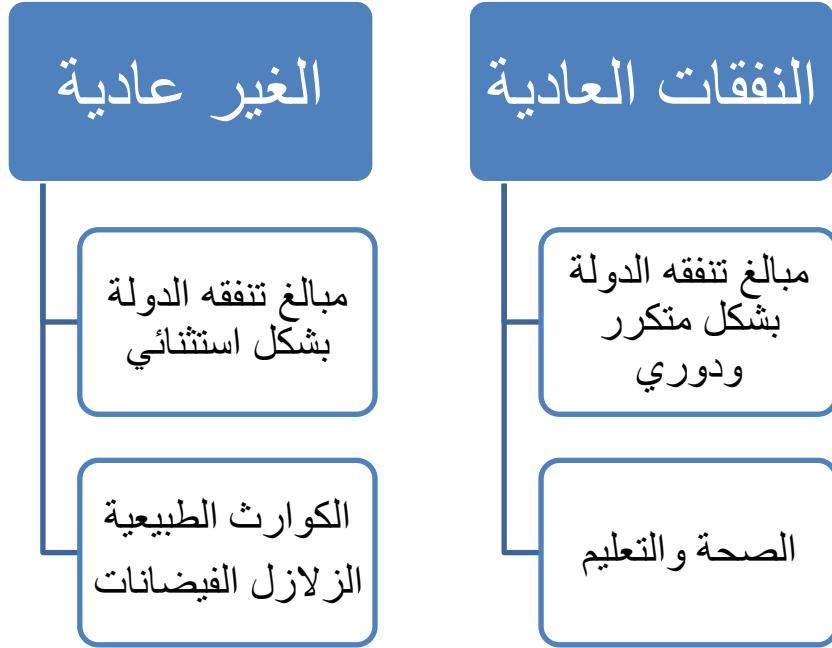 النفقات العادية
مبالغ تنفقه الدولة
بشكل متكرر
ودوري
الصحة والتعليم
الغير عادية
مبالغ تنفقه الدولة
بشكل استثنائي
الكوارث الطبيعية
الزلازل الفيضانات